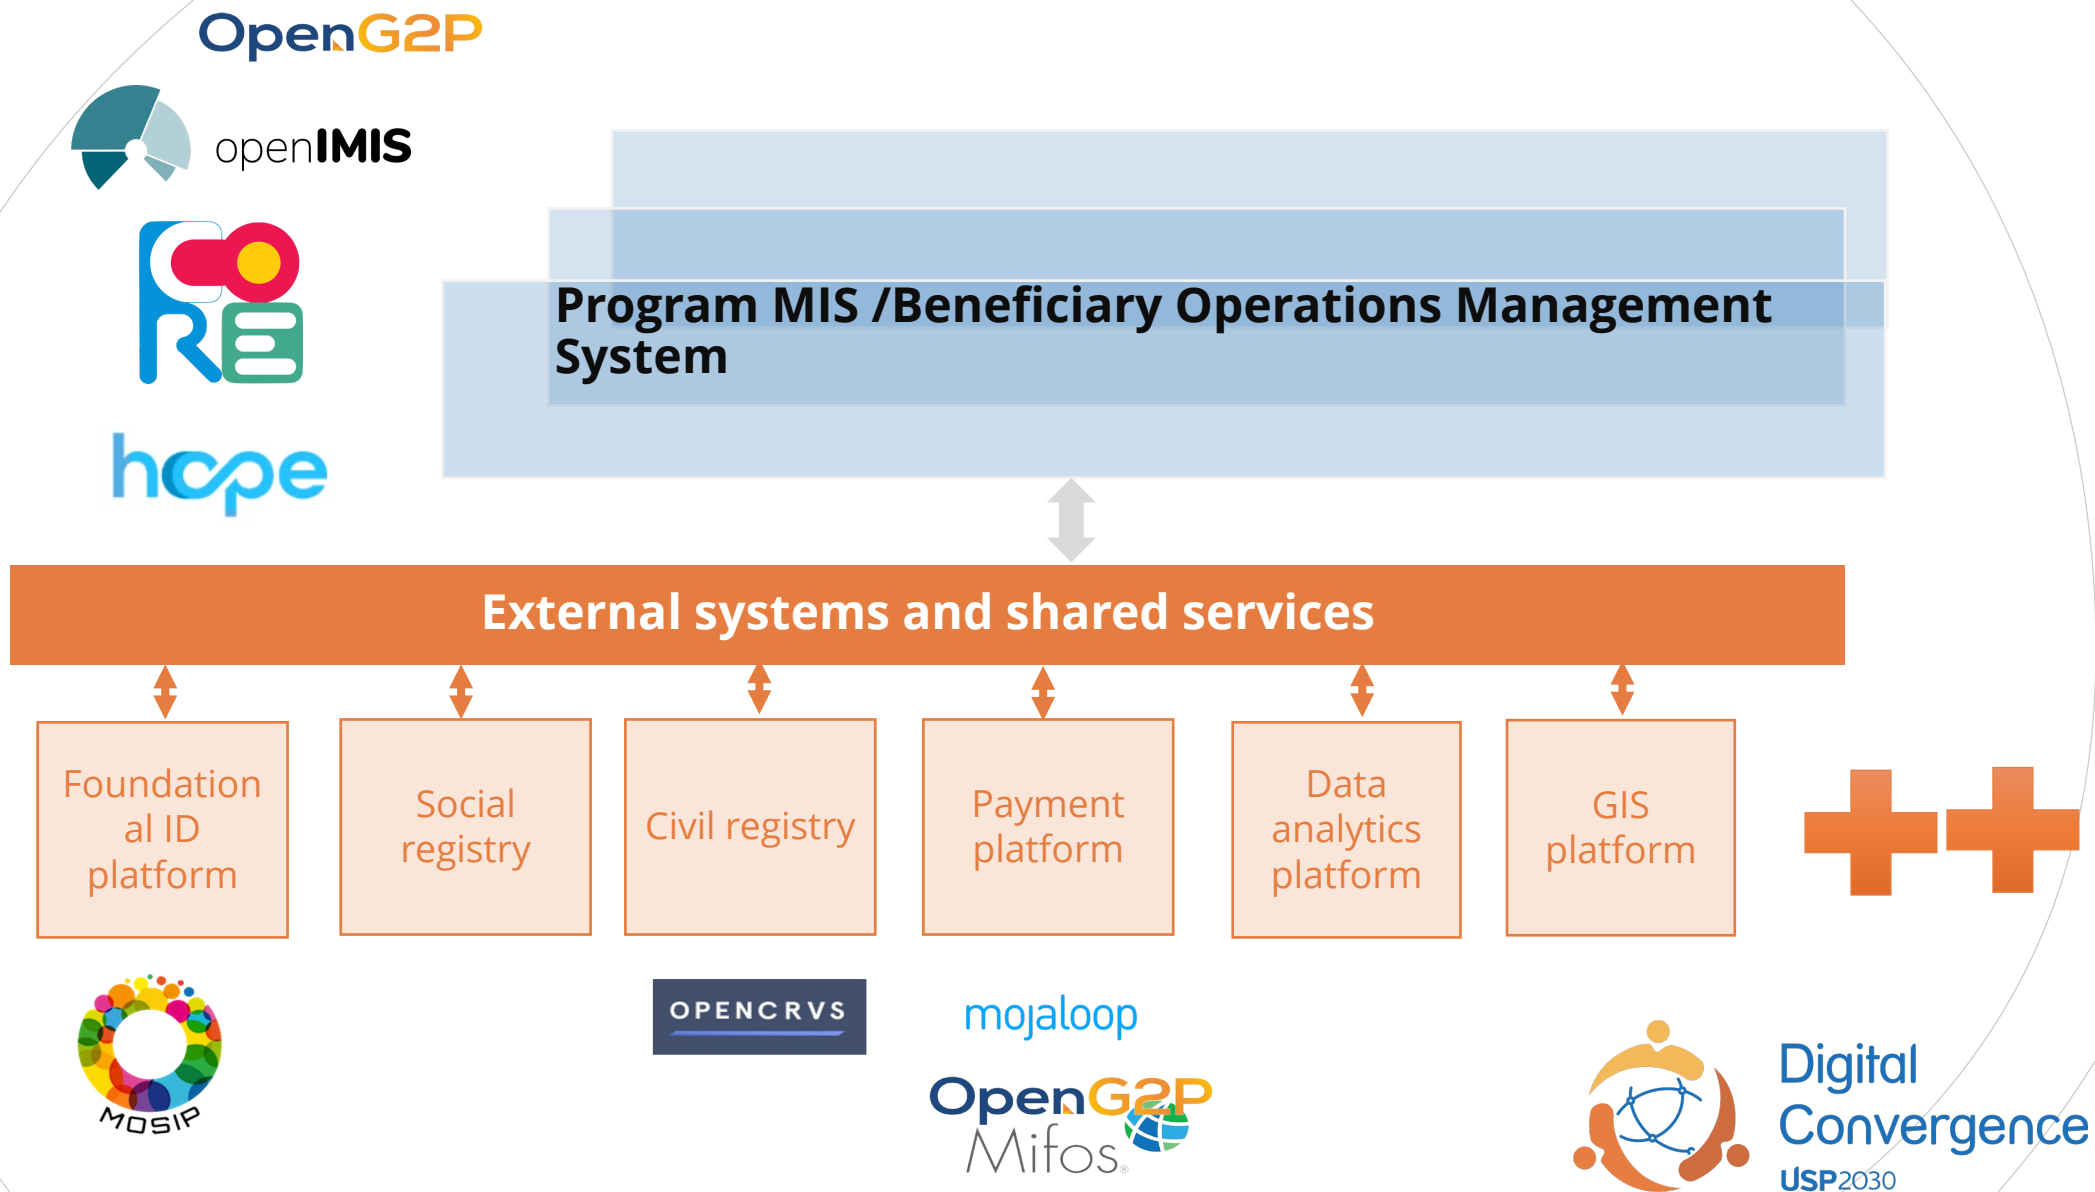 OpenG2P
openIMIS
CORE
hope
Program MIS /Beneficiary Operations Management
System
External systems and shared services
Foundation
al ID
platform
Social
registry
Civil registry
Payment
platform
Data
analytics
platform
GIS
platform
MOSIP
OPENCRVS
mojaloop
OpenG2P
Mifos®
Digital
Convergence
USP2030